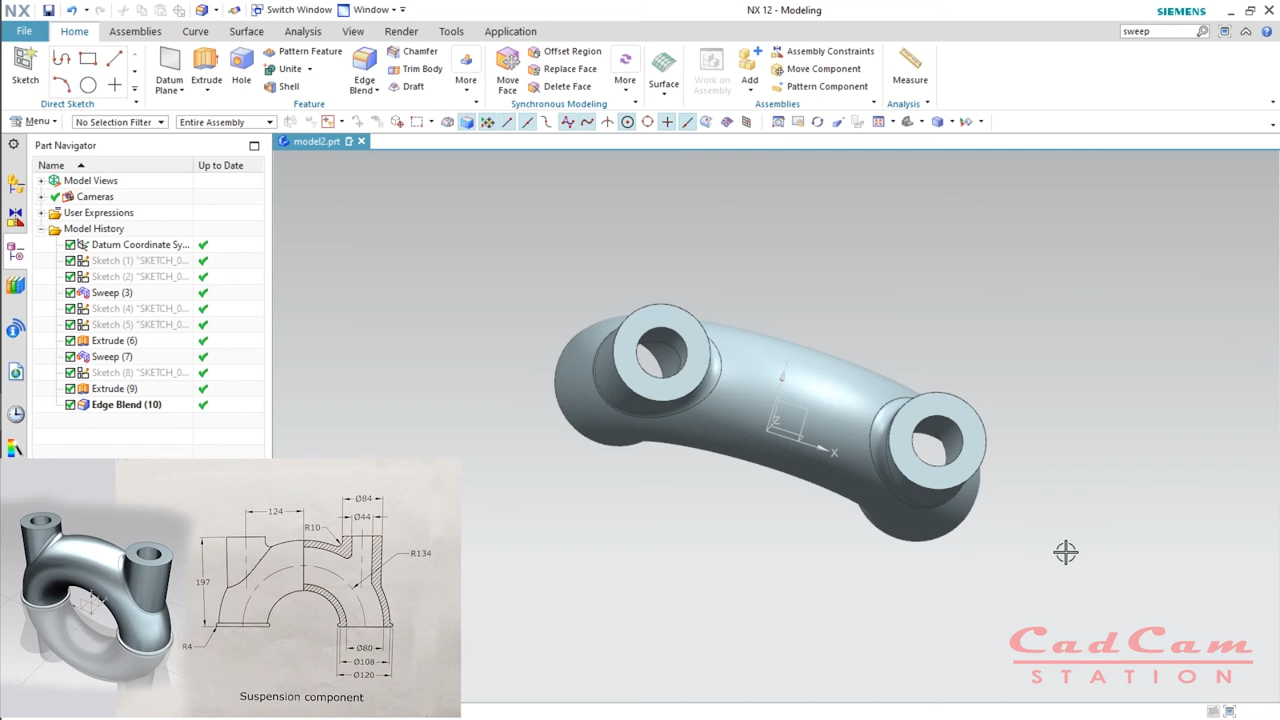 NX Switch Window Window NX 12 - Modeling SIEMENS
File Home Assemblies Curve Surface Analysis View Render Tools Application sweep
Sketch Datum Plane Extrude Hole Pattern Feature Unite Shell Edge Blend Chamfer Trim Body Draft More Move Face Offset Region Replace Face Delete Face More Surface Work on Assembly Add Assembly Constraints Move Component Pattern Component Measure
Direct Sketch Feature Synchronous Modeling Assemblies Analysis
Menu No Selection Filter Entire Assembly
Part Navigator model2.prt
Name Up to Date
Model Views
Cameras
User Expressions
Model History
Datum Coordinate Sy...
Sketch (1) "SKETCH_0...
Sketch (2) "SKETCH_0...
Sweep (3)
Sketch (4) "SKETCH_0...
Sketch (5) "SKETCH_0...
Extrude (6)
Sweep (7)
Sketch (8) "SKETCH_0...
Extrude (9)
Edge Blend (10)
Y
Z
X
Ø84
124
Ø44
R10
R134
197
R4
Ø80
Ø108
Ø120
Suspension component
CadCam
STATION